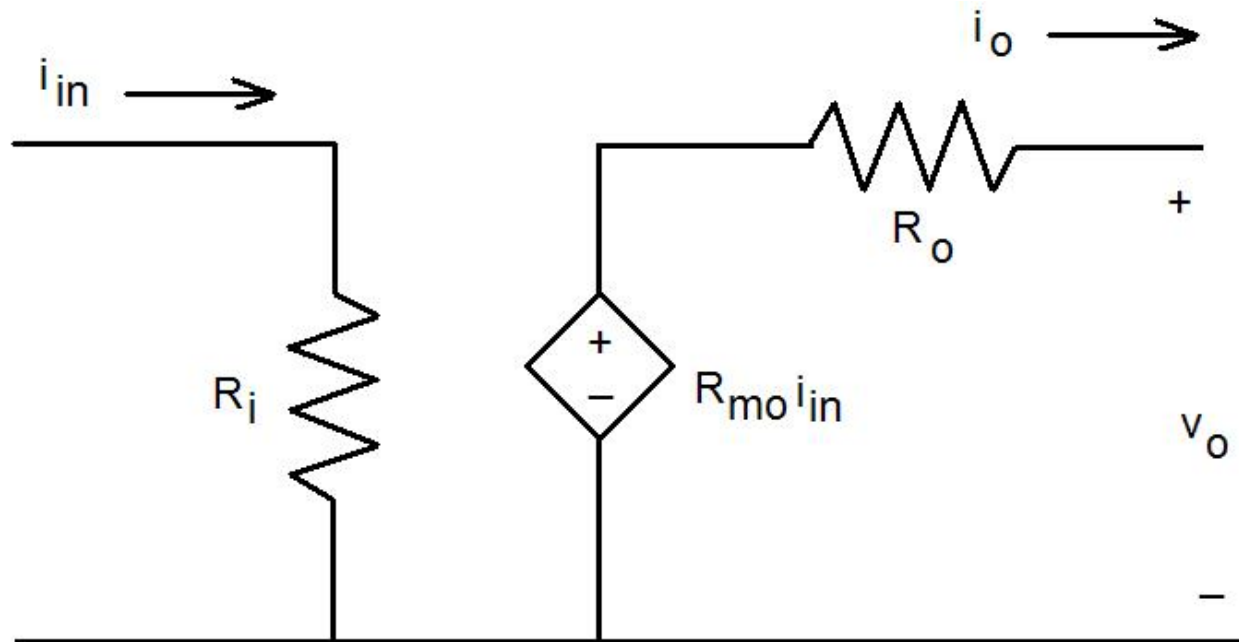 i_o
i_in
R_o
+
+
–
R_i
R_mo i_in
v_o
–